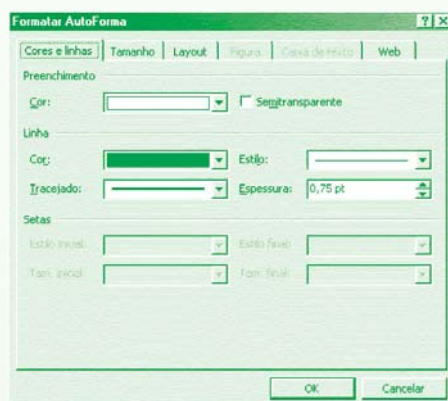 Formatar AutoForma
Cores e linhas Tamanho Layout Figura Caixa de texto Web
Preenchimento
Cor: Semitransparente
Linha
Cor: Estilo:
Tracejado: Espessura: 0,75 pt
Setas
Estilo inicial: Estilo final:
Tam. inicial: Tam. final:
OK Cancelar